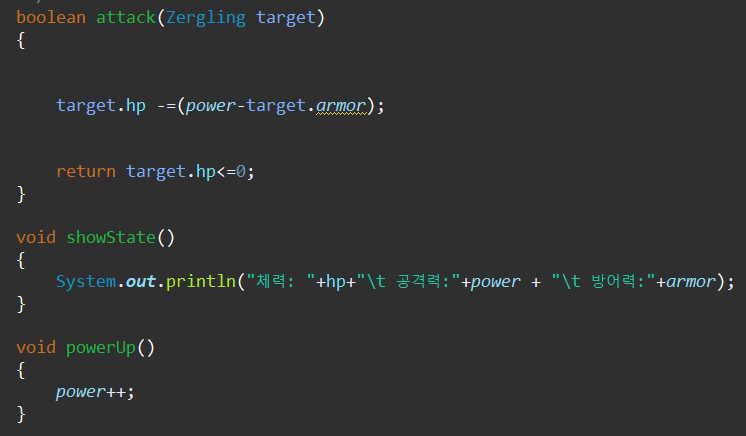 boolean attack(Zergling target)
{
target.hp -=(power-target.armor);
return target.hp<=0;
}
void showState()
{
System.out.println("체력: "+hp+"\t 공격력:"+power + "\t 방어력:"+armor);
}
void powerUp()
{
power++;
}